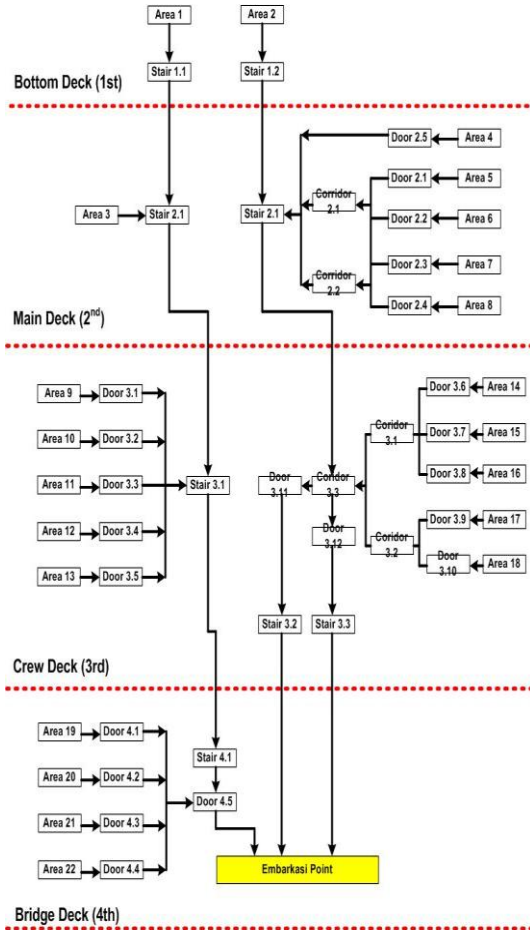 Area 1
Area 2
Stair 1.1
Stair 1.2
Bottom Deck (1st)
Door 2.5
Area 4
Door 2.1
Area 5
Corridor
2.1
Area 3
Stair 2.1
Stair 2.1
Door 2.2
Area 6
Door 2.3
Area 7
Corridor
2.2
Door 2.4
Area 8
Main Deck (2nd)
Area 9
Door 3.1
Door 3.6
Area 14
Area 10
Door 3.2
Coridor
3.1
Door 3.7
Area 15
Door 3.8
Area 16
Area 11
Door 3.3
Stair 3.1
Door
3.11
Coridor
3.3
Door 3.9
Area 17
Area 12
Door 3.4
Door
3.12
Coridor
3.2
Door
3.10
Area 18
Area 13
Door 3.5
Stair 3.2
Stair 3.3
Crew Deck (3rd)
Area 19
Door 4.1
Stair 4.1
Area 20
Door 4.2
Door 4.5
Area 21
Door 4.3
Area 22
Door 4.4
Embarkasi Point
Bridge Deck (4th)